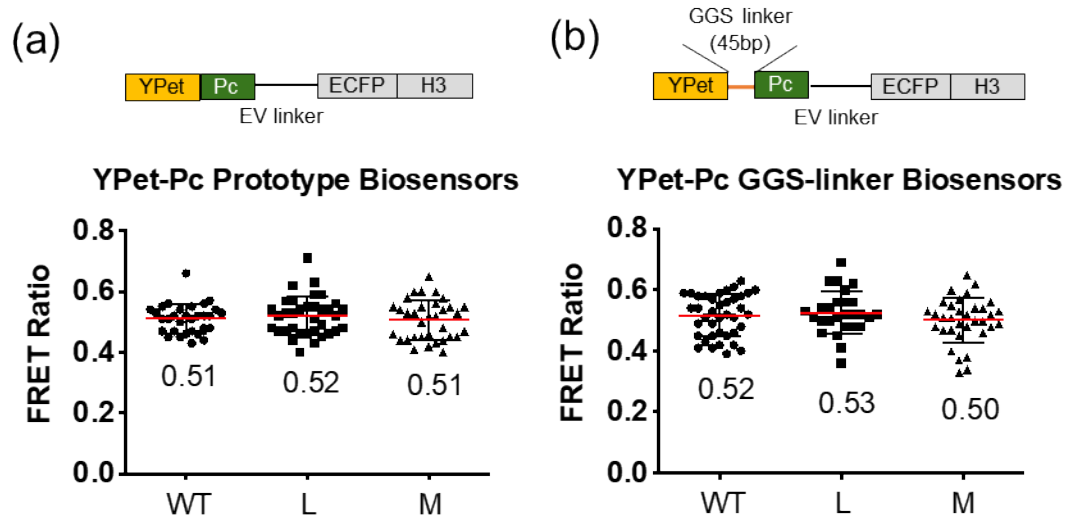 (a)
YPet Pc ECFP H3
EV linker
YPet-Pc Prototype Biosensors
FRET Ratio
0.8
0.6
0.4
0.2
0.0
0.51 0.52 0.51
WT L M
(b)
GGS linker
(45bp)
YPet Pc ECFP H3
EV linker
YPet-Pc GGS-linker Biosensors
FRET Ratio
0.8
0.6
0.4
0.2
0.0
0.52 0.53 0.50
WT L M